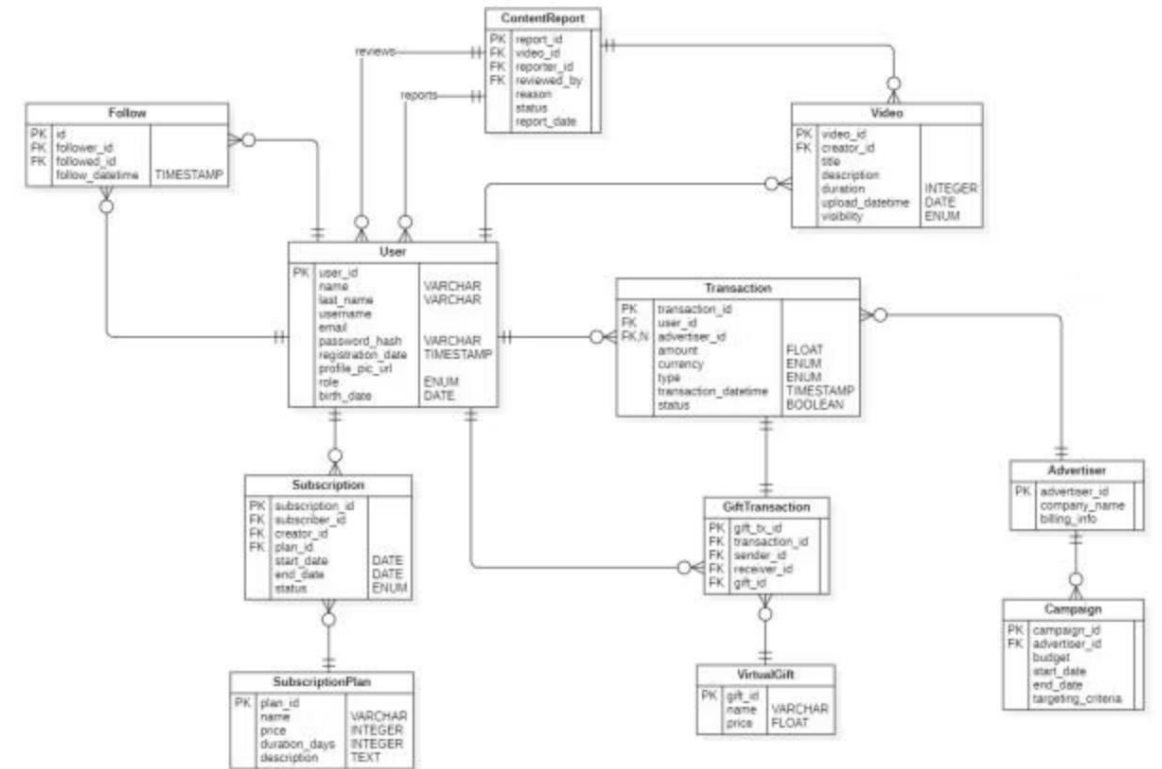 ContentReport
PK report_id
FK video_id
FK reporter_id
FK reviewed_by
reason
status
report_date
reviews
reports
Follow
PK id
FK follower_id
FK followed_id
follow_datetime TIMESTAMP
Video
PK video_id
FK creator_id
title
description
duration INTEGER
upload_datetime DATE
visibility ENUM
User
PK user_id
name VARCHAR
last_name VARCHAR
username
email
password_hash VARCHAR
registration_date TIMESTAMP
profile_pic_url
role ENUM
birth_date DATE
Transaction
PK transaction_id
FK user_id
FK,N advertiser_id
amount FLOAT
currency ENUM
type ENUM
transaction_datetime TIMESTAMP
status BOOLEAN
Subscription
PK subscription_id
FK subscriber_id
FK creator_id
FK plan_id
start_date DATE
end_date DATE
status ENUM
GiftTransaction
PK gift_tx_id
FK transaction_id
FK sender_id
FK receiver_id
FK gift_id
Advertiser
PK advertiser_id
company_name
billing_info
Campaign
PK campaign_id
FK advertiser_id
budget
start_date
end_date
targeting_criteria
SubscriptionPlan
PK plan_id
name VARCHAR
price INTEGER
duration_days INTEGER
description TEXT
VirtualGift
PK gift_id
name VARCHAR
price FLOAT